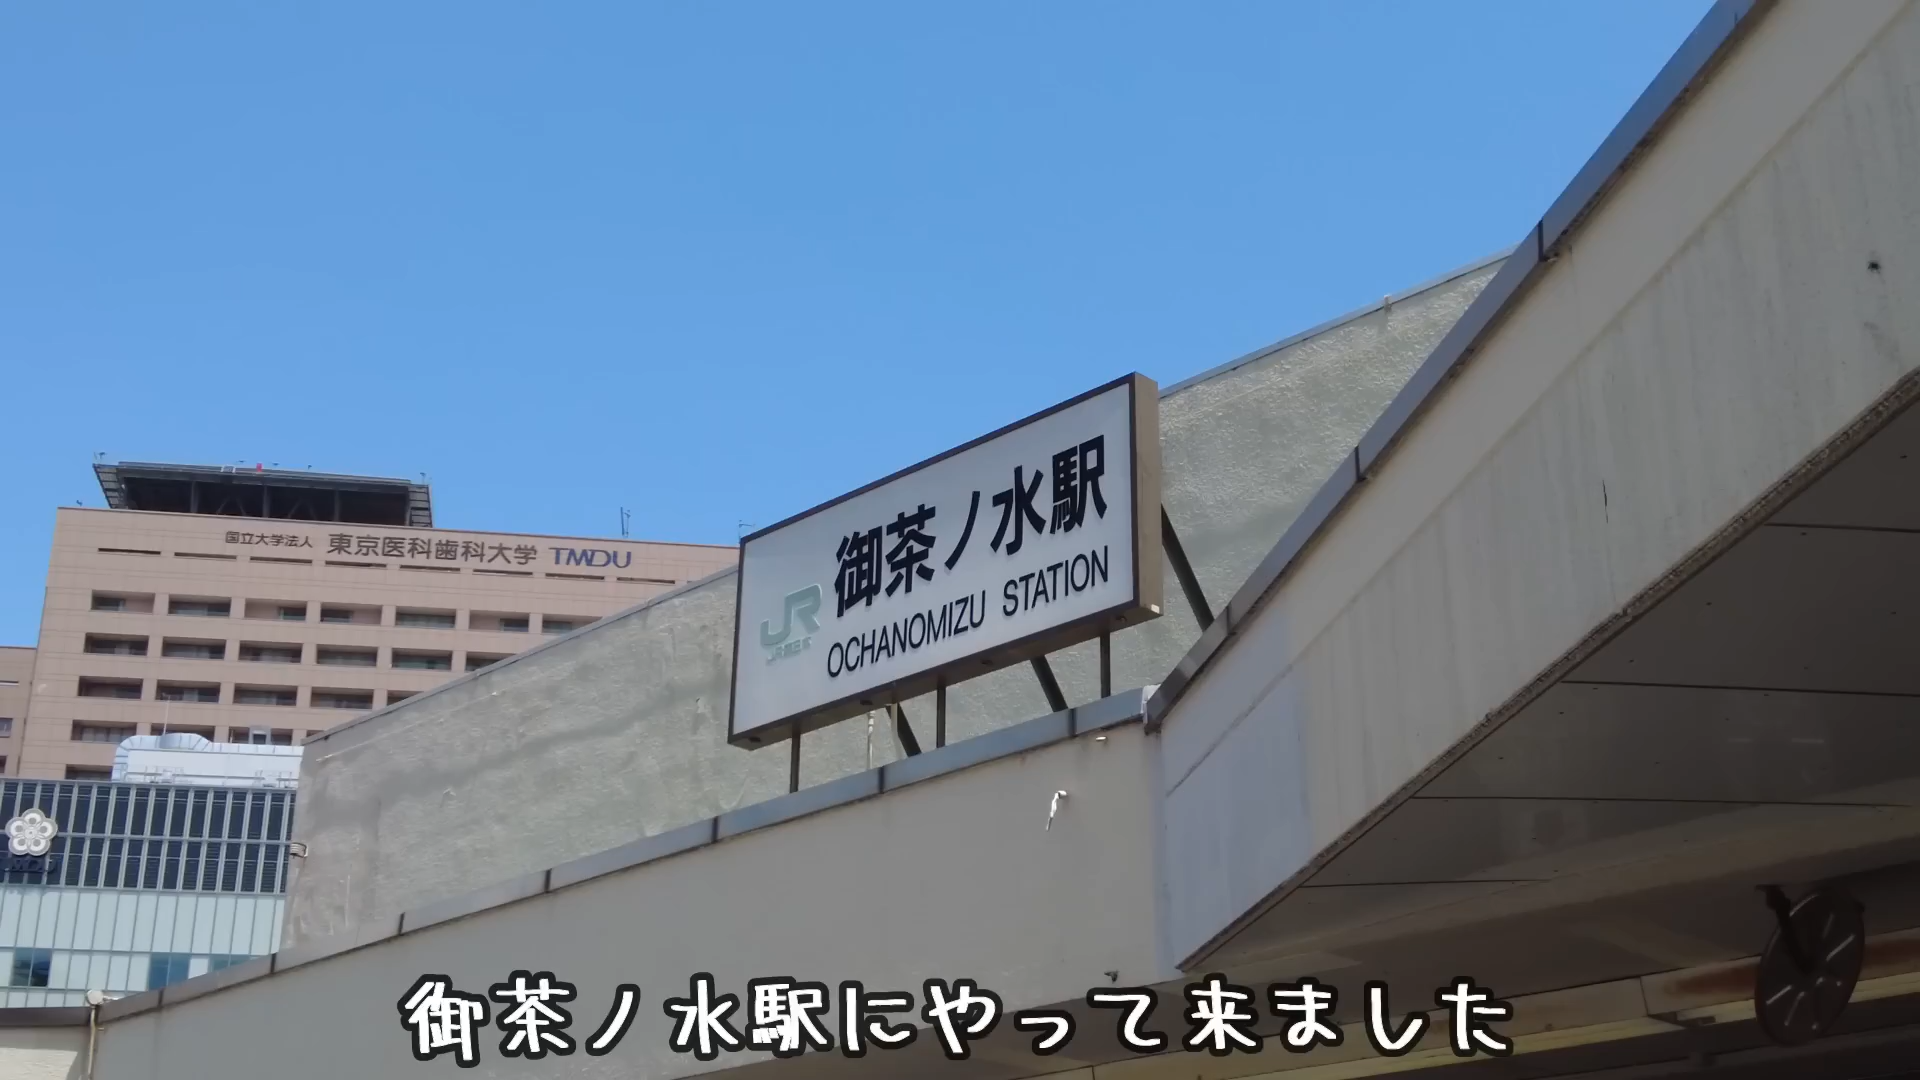 国立大学法人 東京医科歯科大学 TMDU
JR 御茶ノ水駅
OCHANOMIZU STATION
御茶ノ水駅にやって来ました